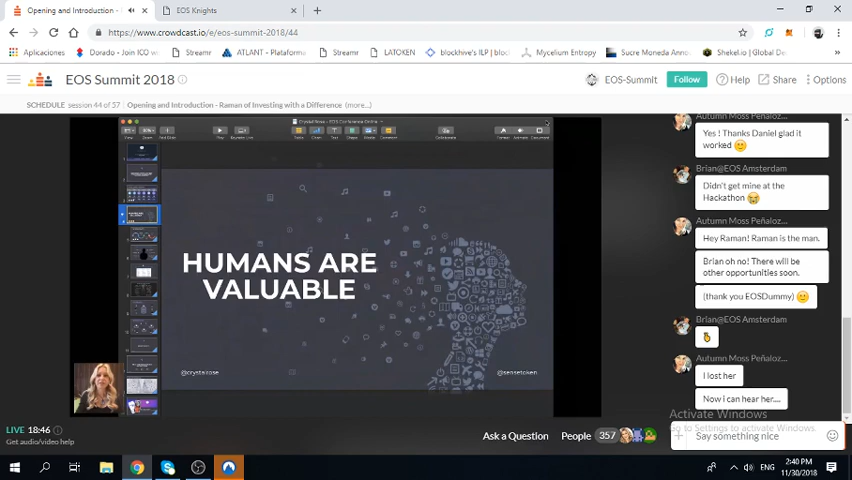 Opening and Introduction -
EOS Knights
https://www.crowdcast.io/e/eos-summit-2018/44
Aplicaciones
Dorado - Join ICO w
Streamr
ATLANT - Plataforma
Streamr
LATOKEN
blockhive's ILP | bloc
Mycelium Entropy
Sucre Moneda Anó
Shekel.io | Global De
EOS Summit 2018
EOS-Summit
Follow
Help
Share
Options
SCHEDULE session 44 of 57 Opening and Introduction - Raman of Investing with a Difference (more...)
Autumn Moss Peñaloz...
Yes ! Thanks Daniel glad it
worked
Brian@EOS Amsterdam
Didn't get mine at the
Hackathon
Autumn Moss Peñaloz...
Hey Raman! Raman is the man.
Brian oh no! There will be
other opportunities soon.
(thank you EOSDummy)
Brian@EOS Amsterdam
Autumn Moss Peñaloz...
I lost her
Now i can hear her....
HUMANS ARE
VALUABLE
@crystalrose
@sensetoken
LIVE 18:46
Get audio/video help
Ask a Question
People 357
Activate Windows
Go to Settings to activate Windows.
Say something nice
ENG
2:40 PM
11/30/2018